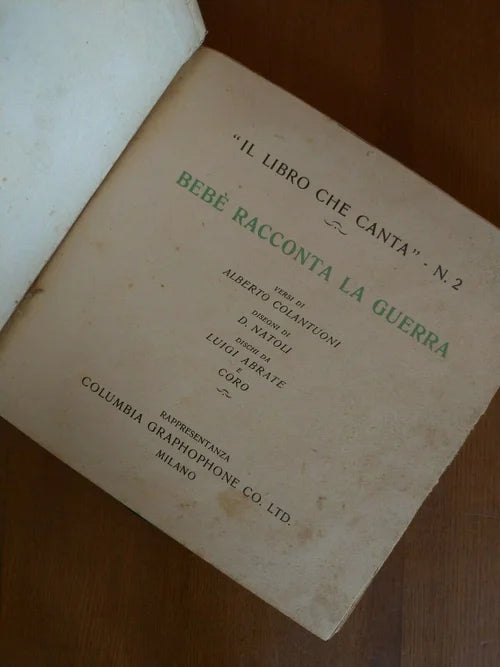 "IL LIBRO CHE CANTA" - N. 2
BEBÈ RACCONTA LA GUERRA
VERSI DI
ALBERTO COLANTUONI
DISEGNI DI
D. NATOLI
DISCHI DA
LUIGI ABRATE
E
CORO
RAPPRESENTANZA
COLUMBIA GRAPHOPHONE CO. LTD.
MILANO